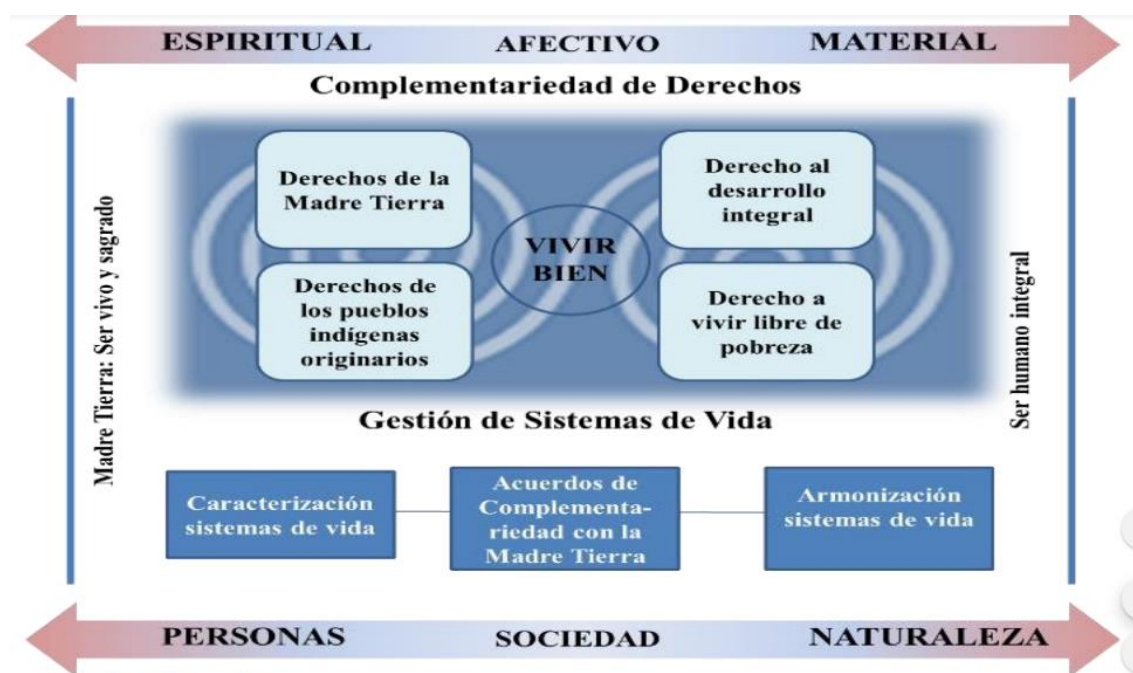 ESPIRITUAL AFECTIVO MATERIAL
Complementariedad de Derechos
Madre Tierra: Ser vivo y sagrado
Derechos de la
Madre Tierra
Derechos de
los pueblos
indígenas
originarios
VIVIR
BIEN
Derecho al
desarrollo
integral
Derecho a
vivir libre de
pobreza
Ser humano integral
Gestión de Sistemas de Vida
Caracterización
sistemas de vida
Acuerdos de
Complementa-
riedad con la
Madre Tierra
Armonización
sistemas de vida
PERSONAS SOCIEDAD NATURALEZA